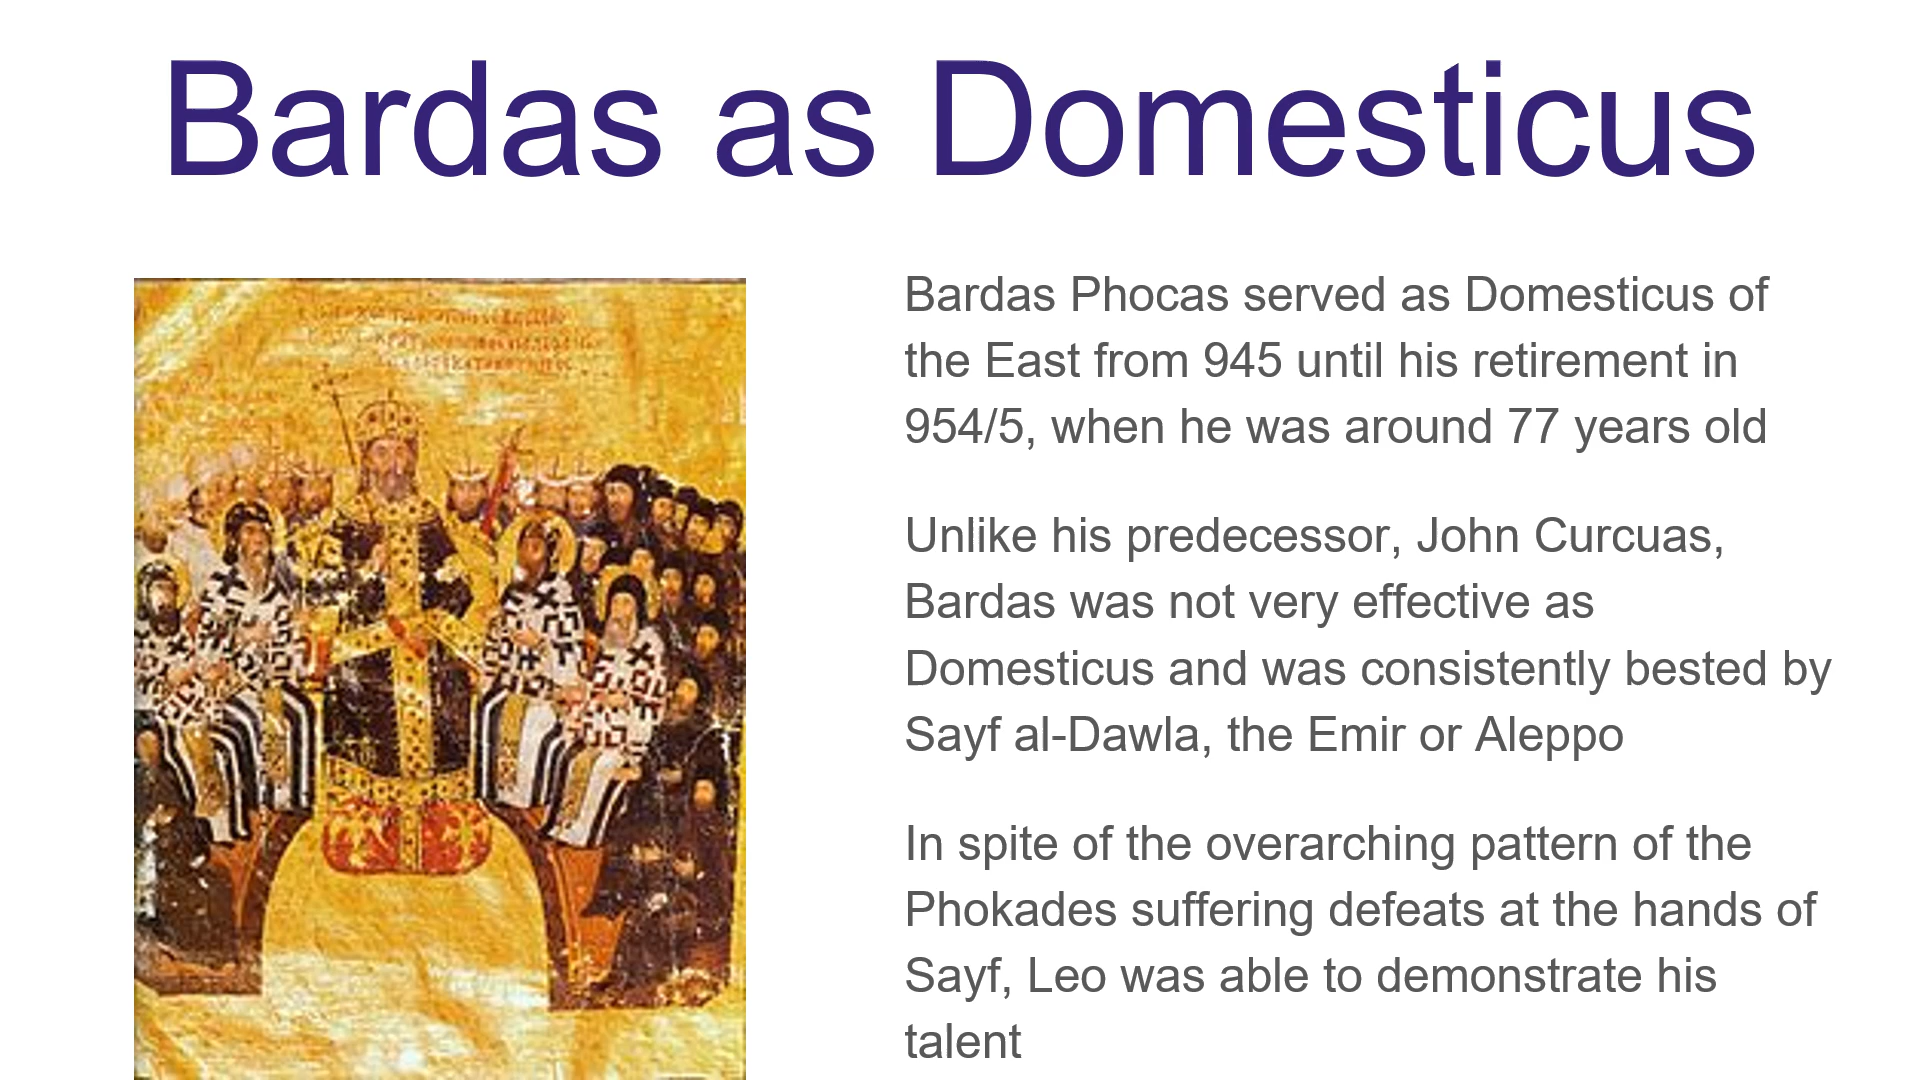 Bardas as Domesticus
Bardas Phocas served as Domesticus of
the East from 945 until his retirement in
954/5, when he was around 77 years old
Unlike his predecessor, John Curcuas,
Bardas was not very effective as
Domesticus and was consistently bested by
Sayf al-Dawla, the Emir or Aleppo
In spite of the overarching pattern of the
Phokades suffering defeats at the hands of
Sayf, Leo was able to demonstrate his
talent